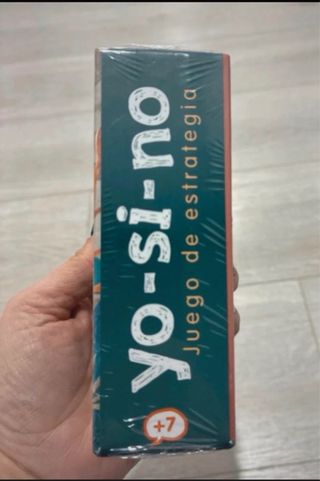 yo-si-no
Juego de estrategia
+7